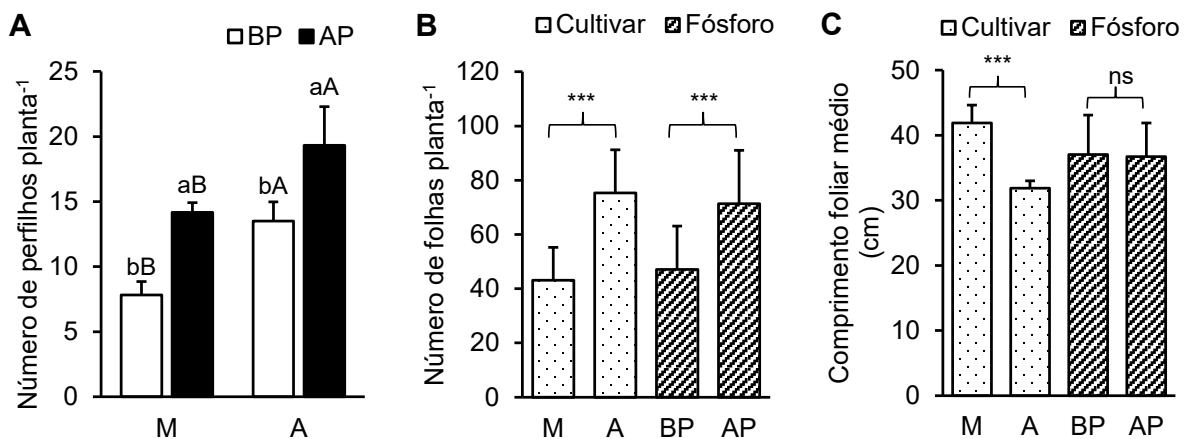 A
BP AP
Número de perfilhos planta-1
25
20
15
10
5
0
bB
aB
bA
aA
M A
B
Cultivar Fósforo
Número de folhas planta-1
120
100
80
60
40
20
0
***
***
M A BP AP
C
Cultivar Fósforo
Comprimento foliar médio
(cm)
50
40
30
20
10
0
***
ns
M A BP AP